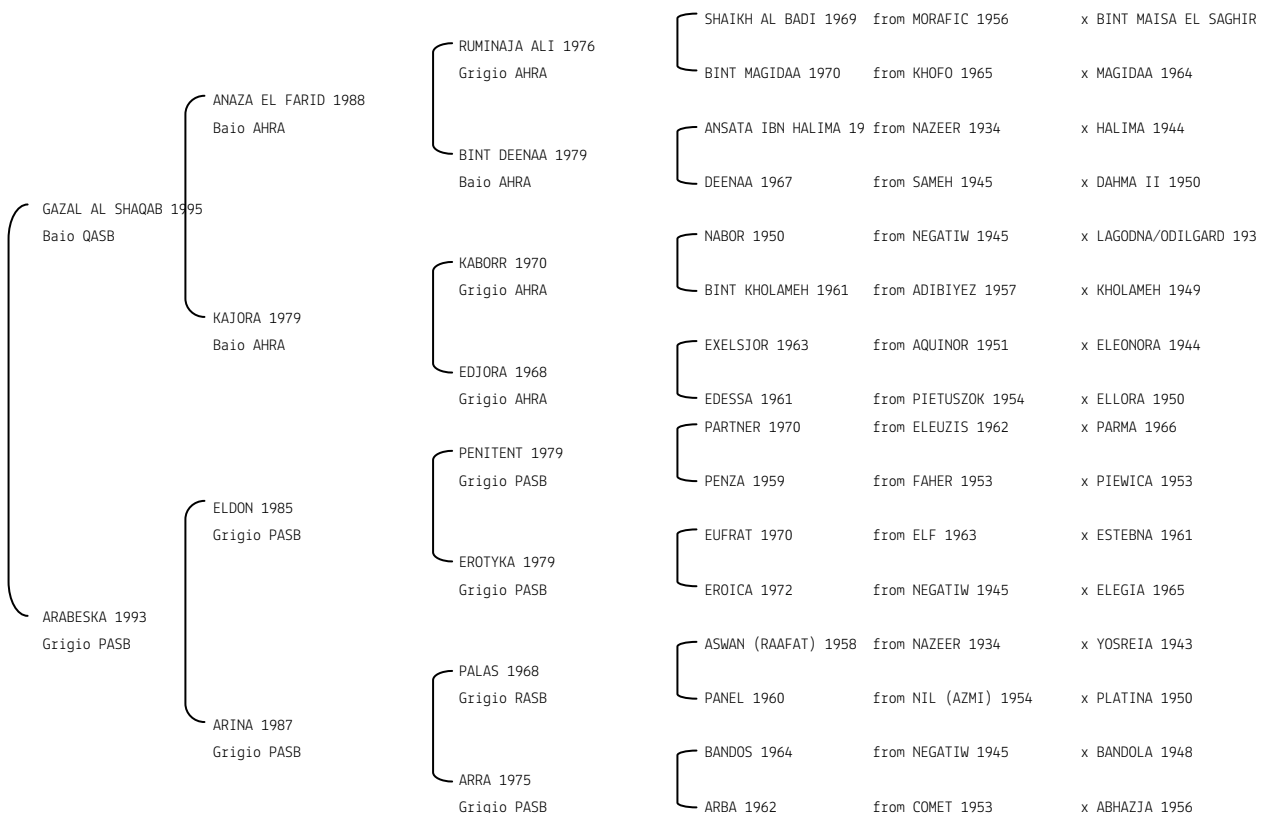 SHAIKH AL BADI 1969 from MORAFIC 1956 x BINT MAISA EL SAGHIR
RUMINAJA ALI 1976
Grigio AHRA
BINT MAGIDAA 1970 from KHOFO 1965 x MAGIDAA 1964
ANAZA EL FARID 1988
Baio AHRA
ANSATA IBN HALIMA 19 from NAZEER 1934 x HALIMA 1944
BINT DEENAA 1979
Baio AHRA
DEENAA 1967 from SAMEH 1945 x DAHMA II 1950
GAZAL AL SHAQAB 1995
Baio QASB
NABOR 1950 from NEGATIW 1945 x LAGODNA/ODILGARD 193
KABORR 1970
Grigio AHRA
BINT KHOLAMEH 1961 from ADIBIYEZ 1957 x KHOLAMEH 1949
KAJORA 1979
Baio AHRA
EXELSJOR 1963 from AQUINOR 1951 x ELEONORA 1944
EDJORA 1968
Grigio AHRA
EDESSA 1961 from PIETUSZOK 1954 x ELLORA 1950
PARTNER 1970 from ELEUZIS 1962 x PARMA 1966
PENITENT 1979
Grigio PASB
PENZA 1959 from FAHER 1953 x PIEWICA 1953
ELDON 1985
Grigio PASB
EUFRAT 1970 from ELF 1963 x ESTEBNA 1961
EROTYKA 1979
Grigio PASB
EROICA 1972 from NEGATIW 1945 x ELEGIA 1965
ARABESKA 1993
Grigio PASB
ASWAN (RAAFAT) 1958 from NAZEER 1934 x YOSREIA 1943
PALAS 1968
Grigio RASB
PANEL 1960 from NIL (AZMI) 1954 x PLATINA 1950
ARINA 1987
Grigio PASB
BANDOS 1964 from NEGATIW 1945 x BANDOLA 1948
ARRA 1975
Grigio PASB
ARBA 1962 from COMET 1953 x ABHAZJA 1956